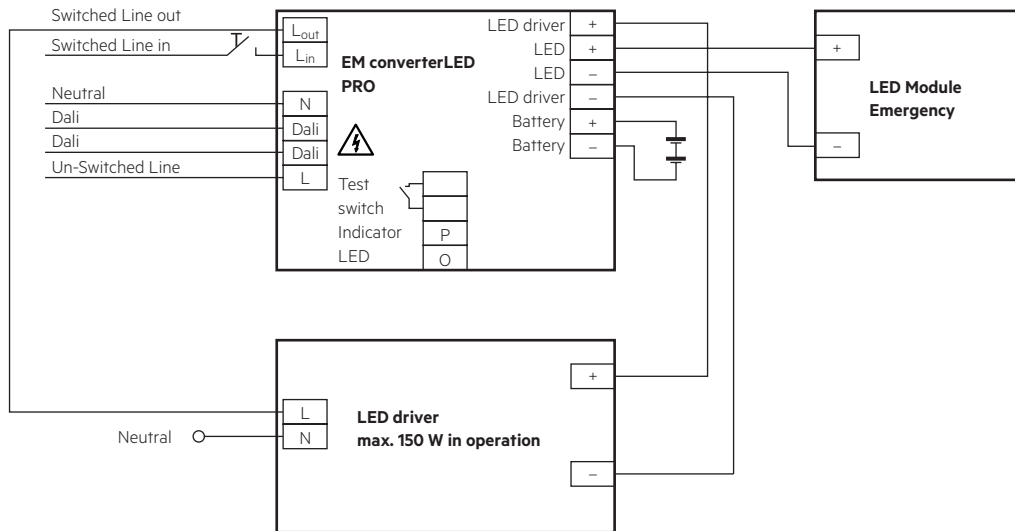 Switched Line out
Switched Line in
Neutral
Dali
Dali
Un-Switched Line
Lout
Lin
N
Dali
Dali
L
EM converterLED
PRO
Test
switch
Indicator
LED
P
O
LED driver +
LED +
LED –
LED driver –
Battery +
Battery –
+
–
LED Module
Emergency
Neutral
L
N
LED driver
max. 150 W in operation
+
–